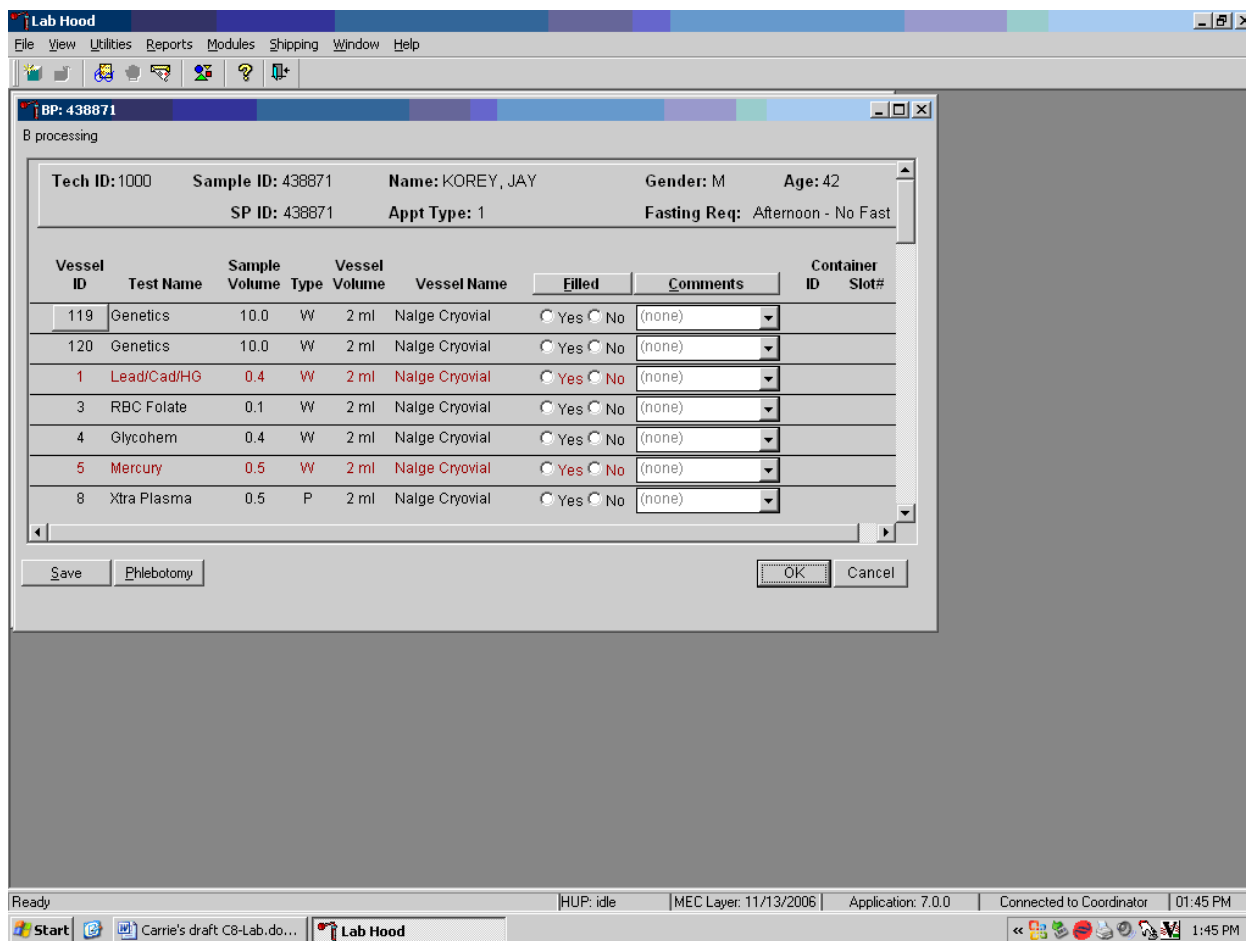 Lab Hood
File View Utilities Reports Modules Shipping Window Help
BP: 438871
B processing
Tech ID: 1000 Sample ID: 438871 Name: KOREY, JAY Gender: M Age: 42
SP ID: 438871 Appt Type: 1 Fasting Req: Afternoon - No Fast
Vessel Sample Vessel Container
ID Test Name Volume Type Volume Vessel Name Filled Comments ID Slot#
119 Genetics 10.0 W 2 ml Nalge Cryovial Yes No (none)
120 Genetics 10.0 W 2 ml Nalge Cryovial Yes No (none)
1 Lead/Cad/HG 0.4 W 2 ml Nalge Cryovial Yes No (none)
3 RBC Folate 0.1 W 2 ml Nalge Cryovial Yes No (none)
4 Glycohem 0.4 W 2 ml Nalge Cryovial Yes No (none)
5 Mercury 0.5 W 2 ml Nalge Cryovial Yes No (none)
8 Xtra Plasma 0.5 P 2 ml Nalge Cryovial Yes No (none)
Save Phlebotomy OK Cancel
Ready HUP: idle MEC Layer: 11/13/2006 Application: 7.0.0 Connected to Coordinator 01:45 PM
Start Carrie's draft C8-Lab.do... Lab Hood 1:45 PM